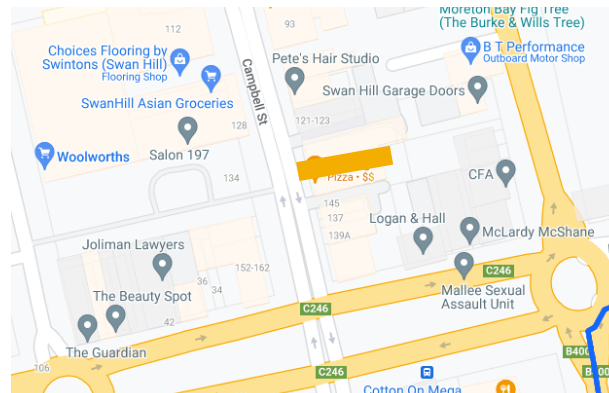 Moreton Bay Fig Tree
(The Burke & Wills Tree)
112
Choices Flooring by
Swintons (Swan Hill)
Flooring Shop
93
Pete's Hair Studio
B T Performance
Outboard Motor Shop
Campbell St
SwanHill Asian Groceries
Swan Hill Garage Doors
128
121-123
Woolworths
Salon 197
134
Pizza • $$
CFA
145
137
139A
Logan & Hall
McLardy McShane
Joliman Lawyers
152-162
36
34
C246
Mallee Sexual
Assault Unit
The Beauty Spot
42
C246
The Guardian
106
B400
C246
Cotton On Mega